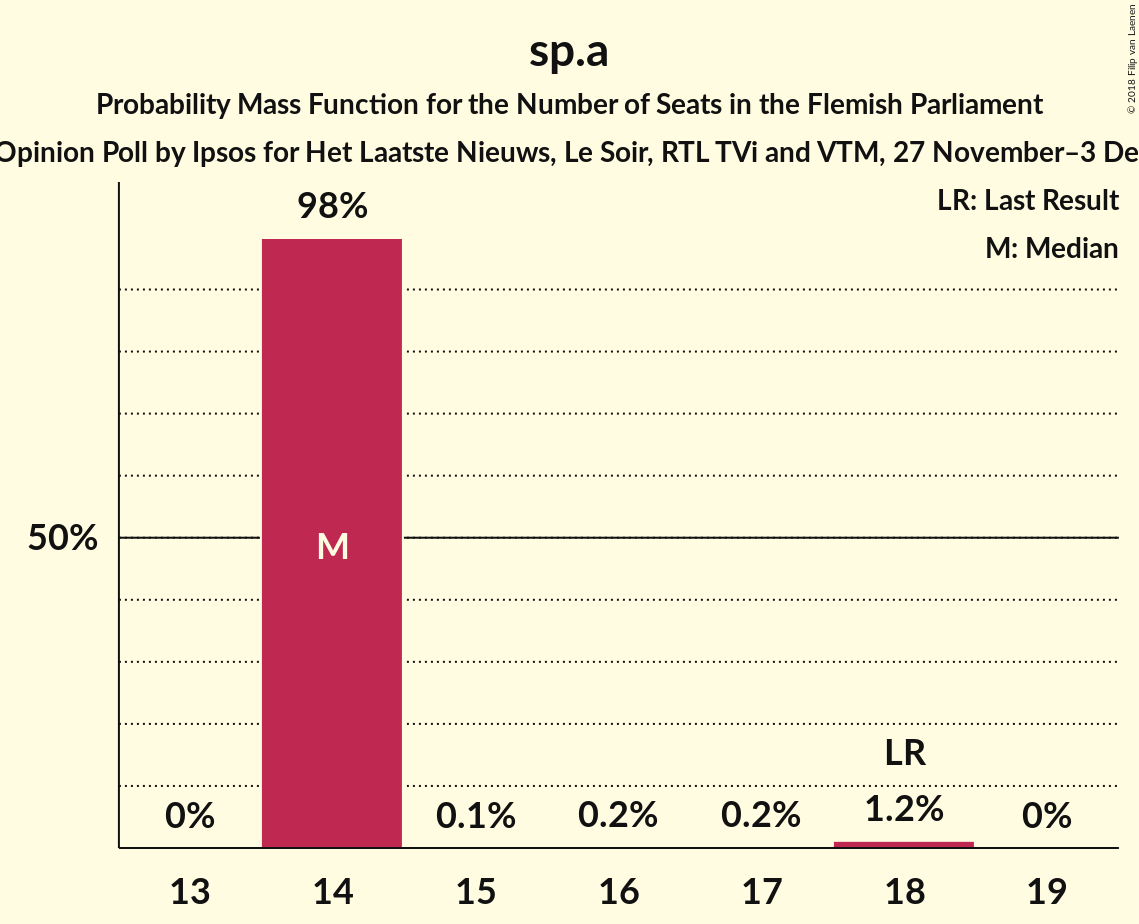 sp.a
Probability Mass Function for the Number of Seats in the Flemish Parliament
Opinion Poll by Ipsos for Het Laatste Nieuws, Le Soir, RTL TVi and VTM, 27 November–3 De
© 2018 Filip van Laenen
LR: Last Result
M: Median
98%
50%
M
LR
0%
0.1%
0.2%
0.2%
1.2%
0%
13 14 15 16 17 18 19